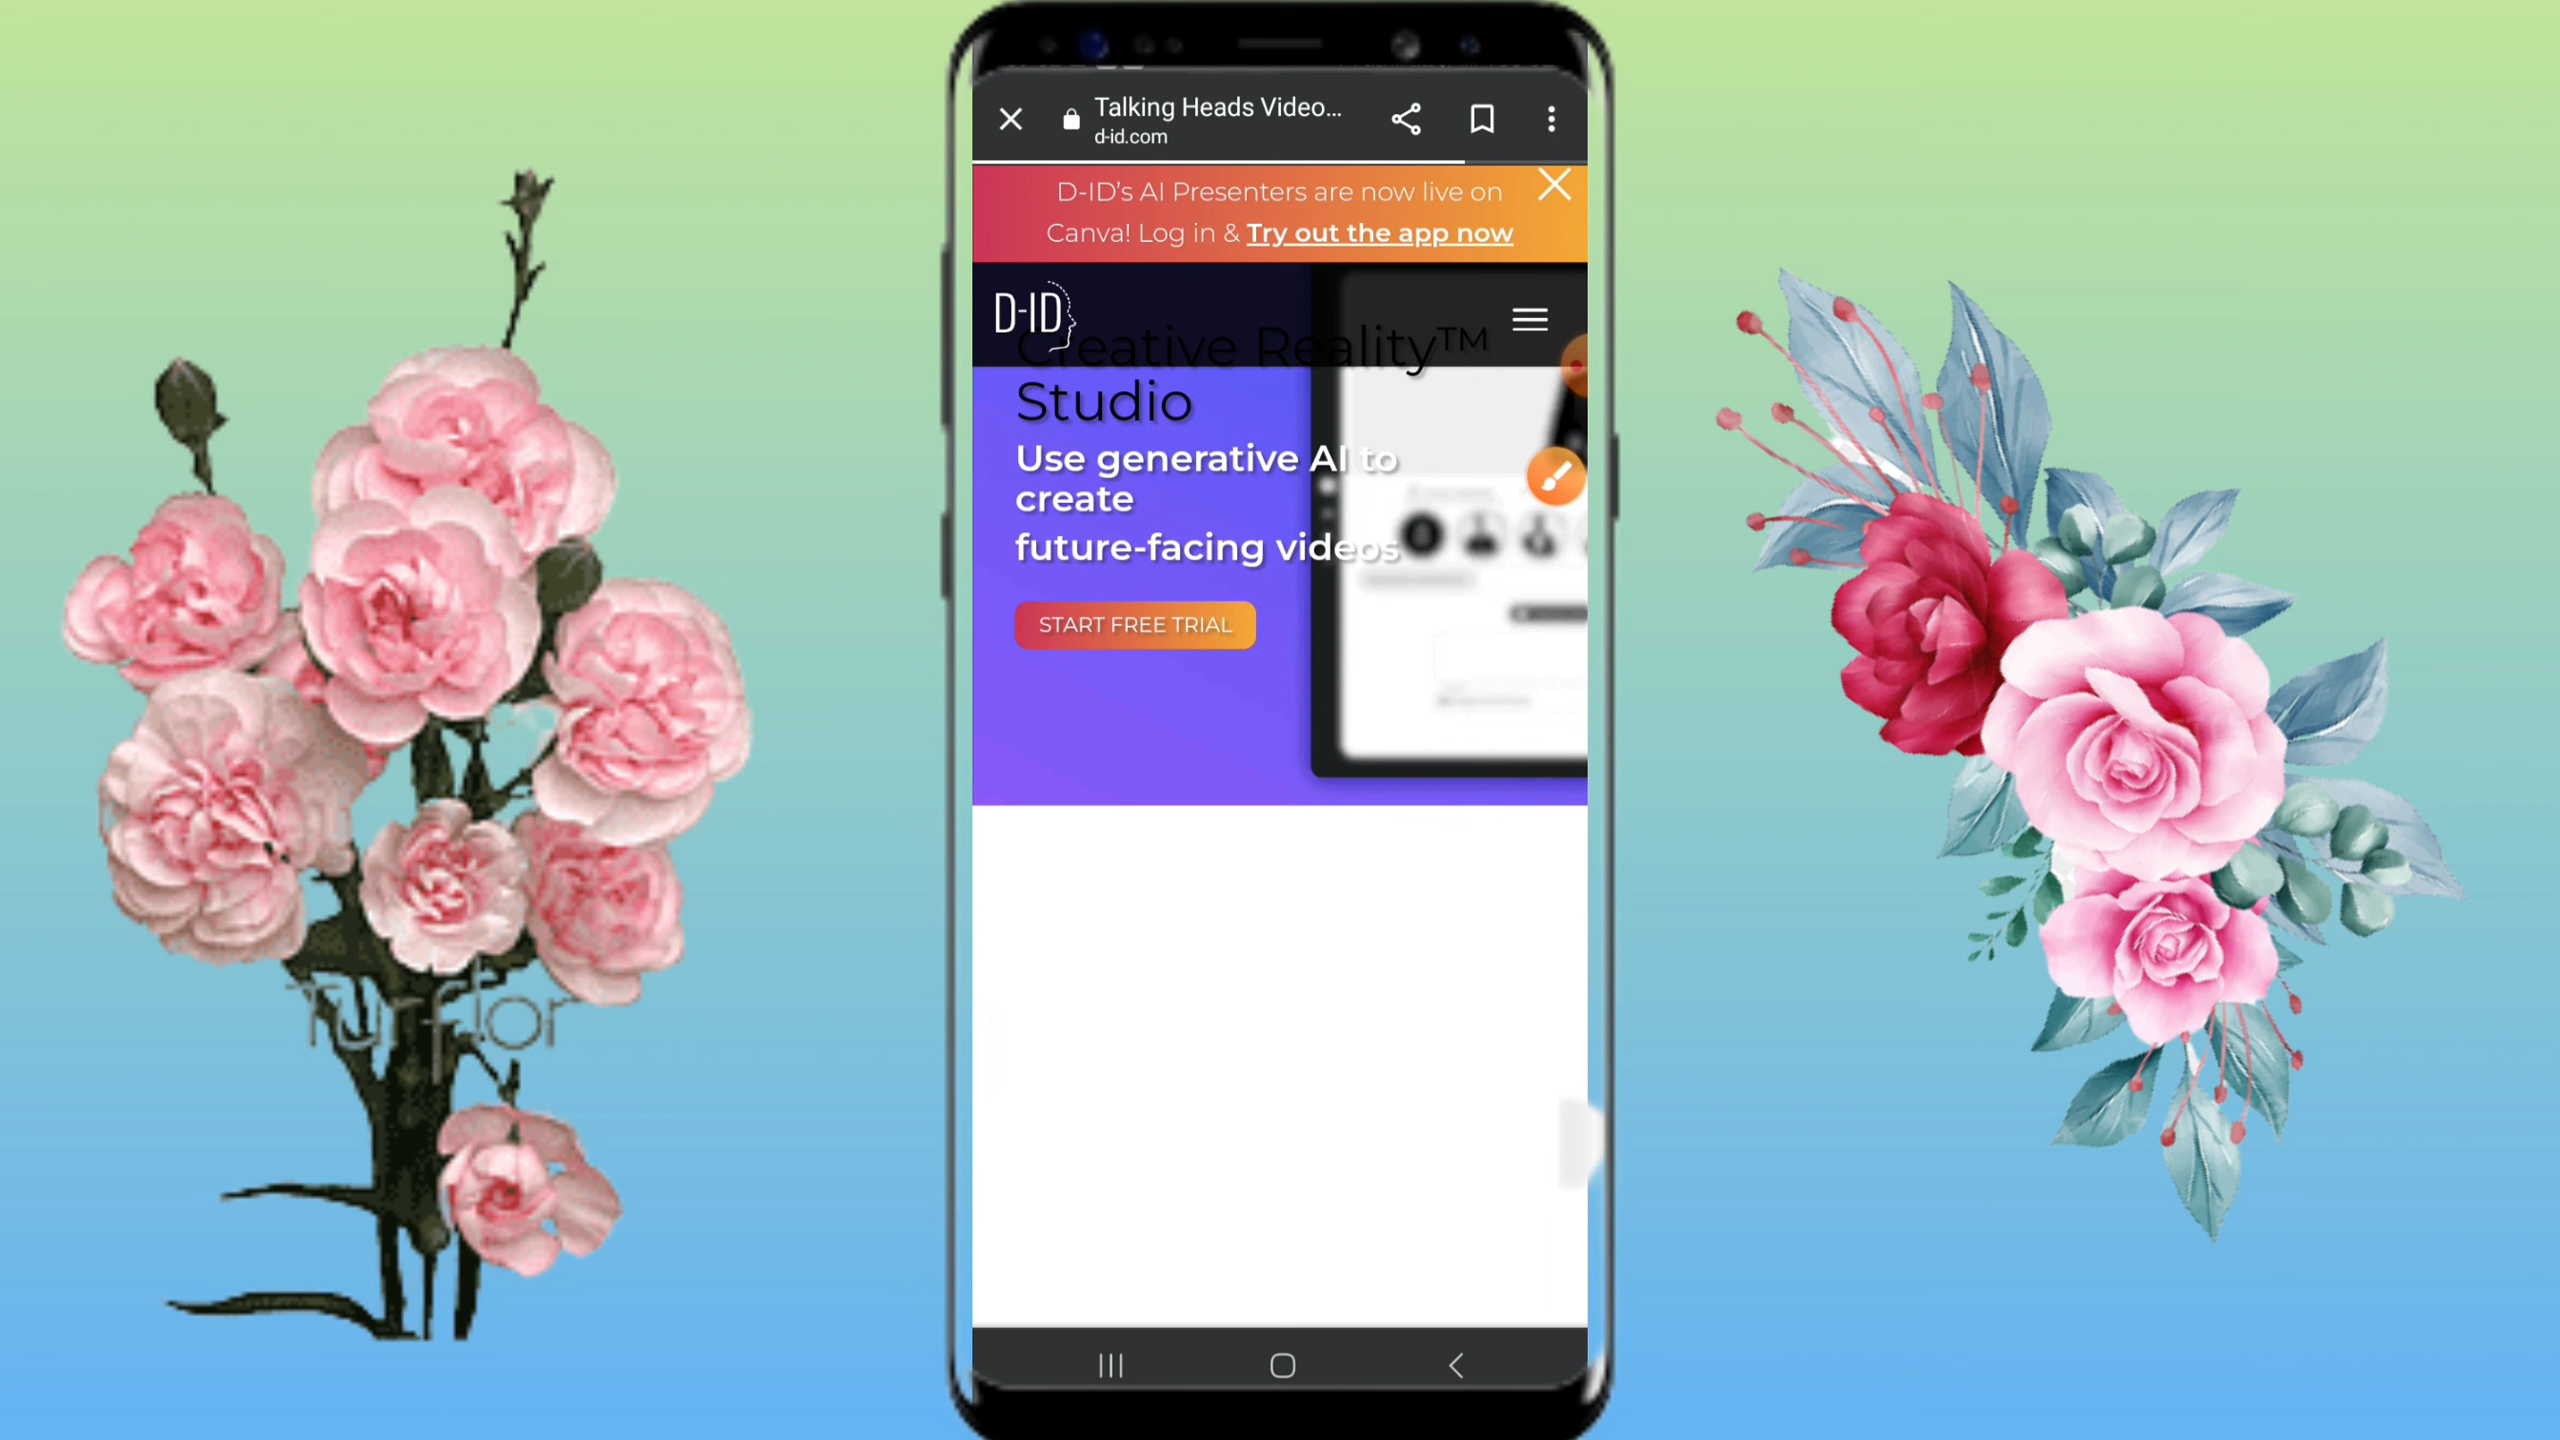 Talking Heads Video...
d-id.com
D-ID's AI Presenters are now live on
Canva! Log in & Try out the app now
D-ID
Creative Reality™
Studio
Use generative AI to
create
future-facing videos
START FREE TRIAL
Turflor